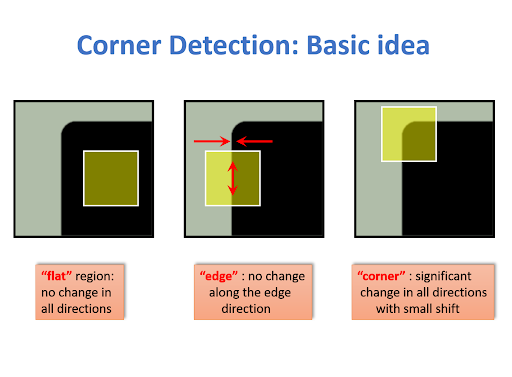 Corner Detection: Basic idea
“flat” region:
no change in
all directions
“edge” : no change
along the edge
direction
“corner” : significant
change in all directions
with small shift